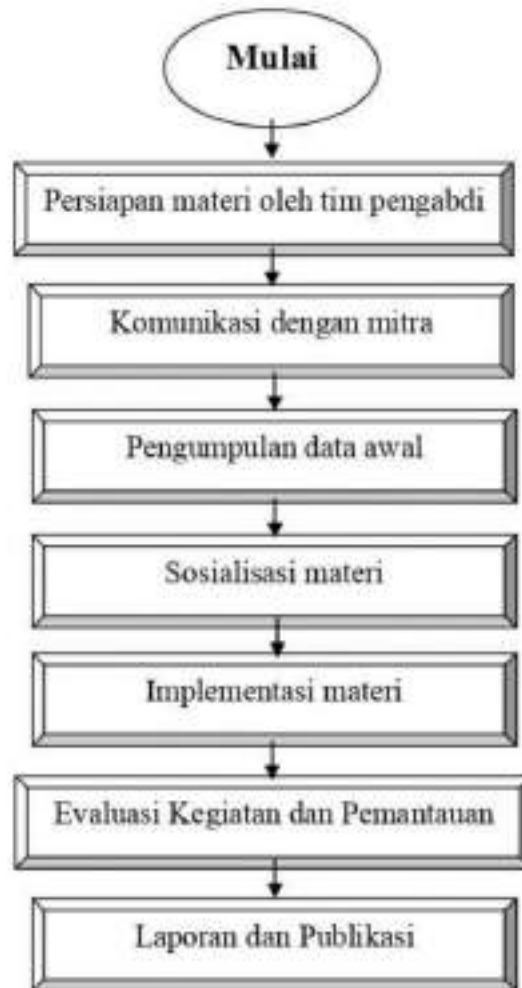 Mulai
Persiapan materi oleh tim pengabdi
Komunikasi dengan mitra
Pengumpulan data awal
Sosialisasi materi
Implementasi materi
Evaluasi Kegiatan dan Pemantauan
Laporan dan Publikasi